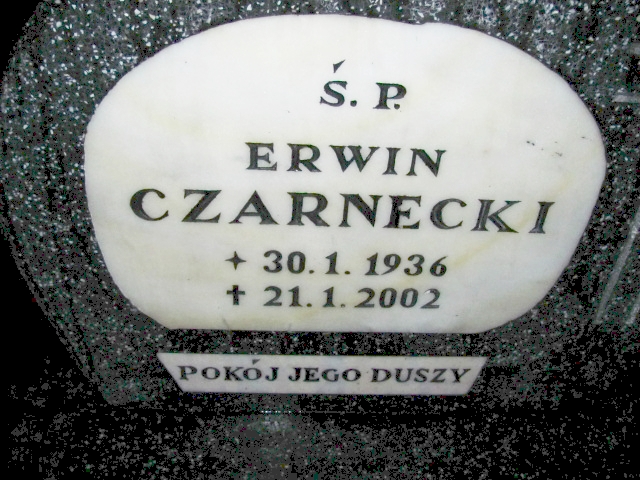 Ś. P.
ERWIN
CZARNECKI
✦ 30. 1. 1936
✝ 21. 1. 2002
POKÓJ JEGO DUSZY